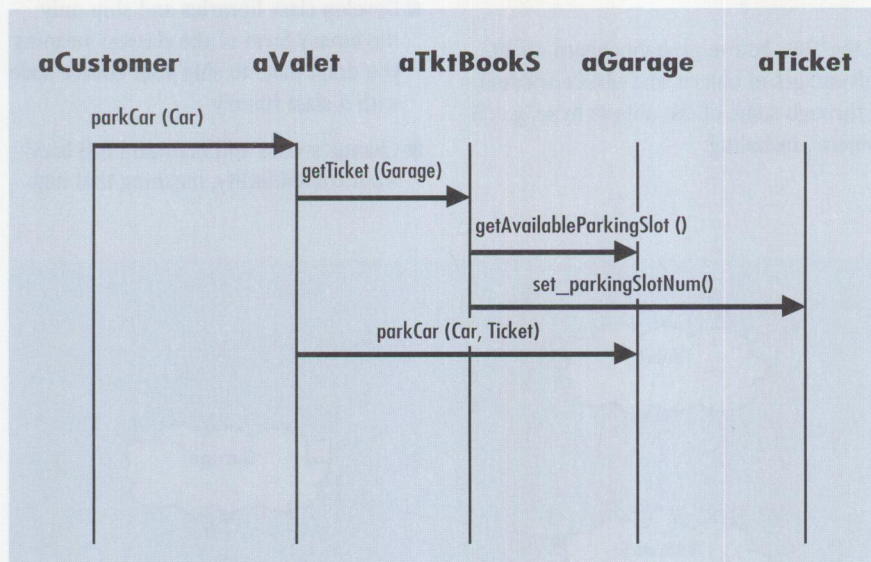 aCustomer aValet aTktBookS aGarage aTicket
parkCar (Car)
getTicket (Garage)
getAvailableParkingSlot ()
set_parkingSlotNum()
parkCar (Car, Ticket)